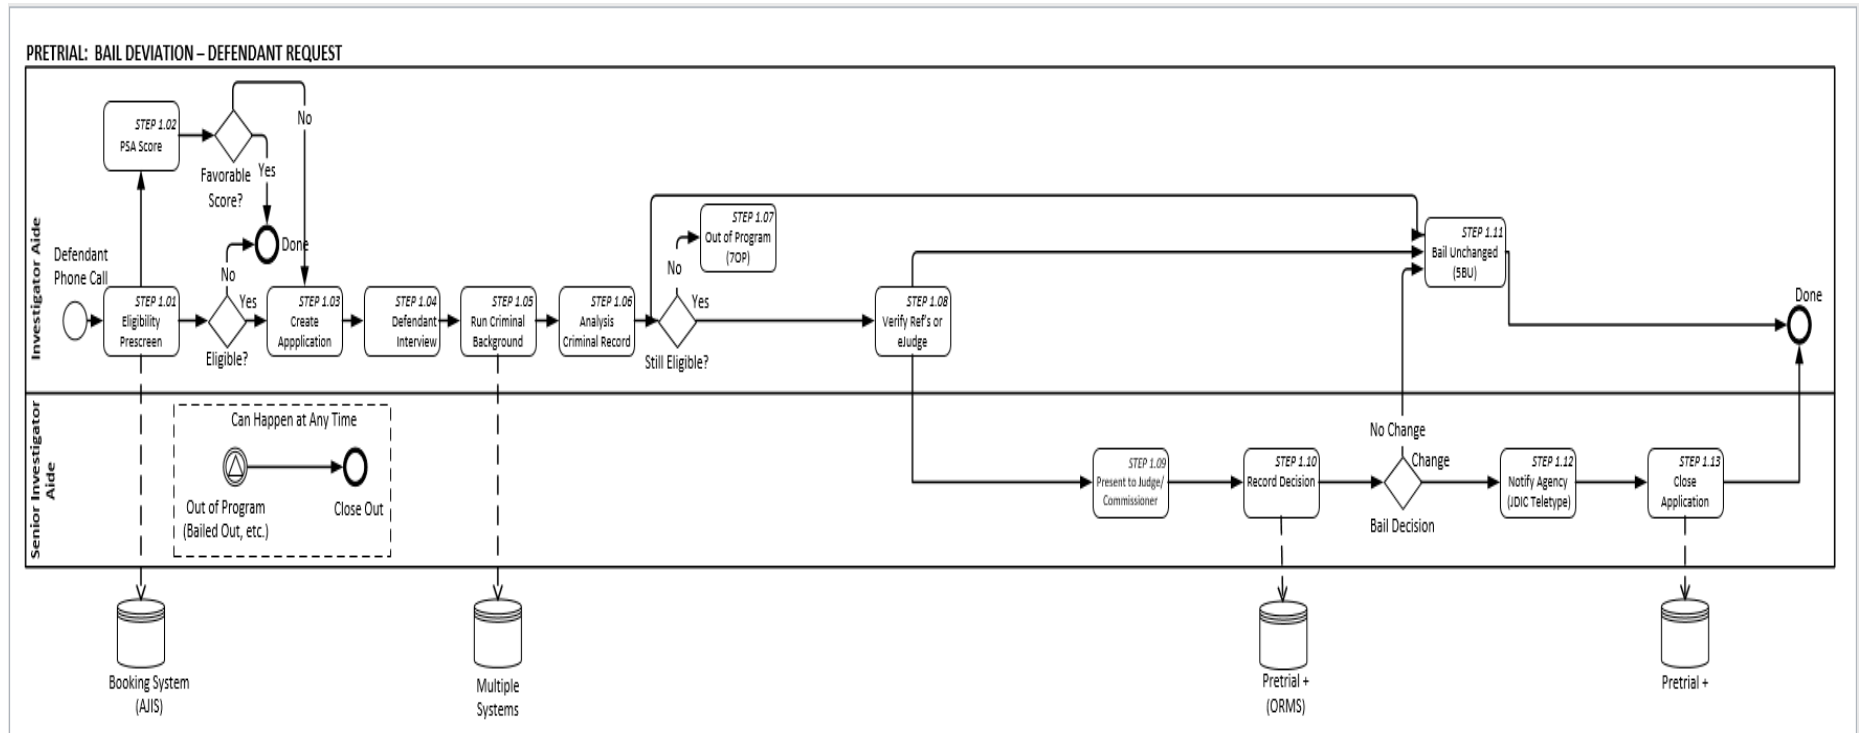 PRETRIAL: BAIL DEVIATION – DEFENDANT REQUEST
Investigator Aide
Defendant
Phone Call
STEP 1.01
Eligibility
Prescreen
STEP 1.02
PSA Score
Favorable
Score?
No
Yes
Done
No
Yes
Eligible?
STEP 1.03
Create
Appplication
STEP 1.04
Defendant
Interview
STEP 1.05
Run Criminal
Background
STEP 1.06
Analysis
Criminal Record
No
Yes
Still Eligible?
STEP 1.07
Out of Program
(7OP)
STEP 1.08
Verify Ref's or
eJudge
STEP 1.11
Bail Unchanged
(5BU)
Done
Senior Investigator
Aide
Can Happen at Any Time
Out of Program
(Bailed Out, etc.)
Close Out
STEP 1.09
Present to Judge/
Commissioner
STEP 1.10
Record Decision
No Change
Change
Bail Decision
STEP 1.12
Notify Agency
(JDIC Teletype)
STEP 1.13
Close
Application
Booking System
(AJIS)
Multiple
Systems
Pretrial +
(ORMS)
Pretrial +